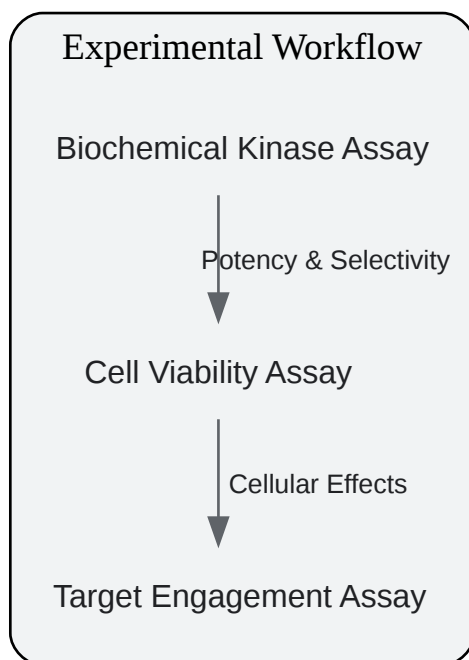 Experimental Workflow
Biochemical Kinase Assay
Potency & Selectivity
Cell Viability Assay
Cellular Effects
Target Engagement Assay